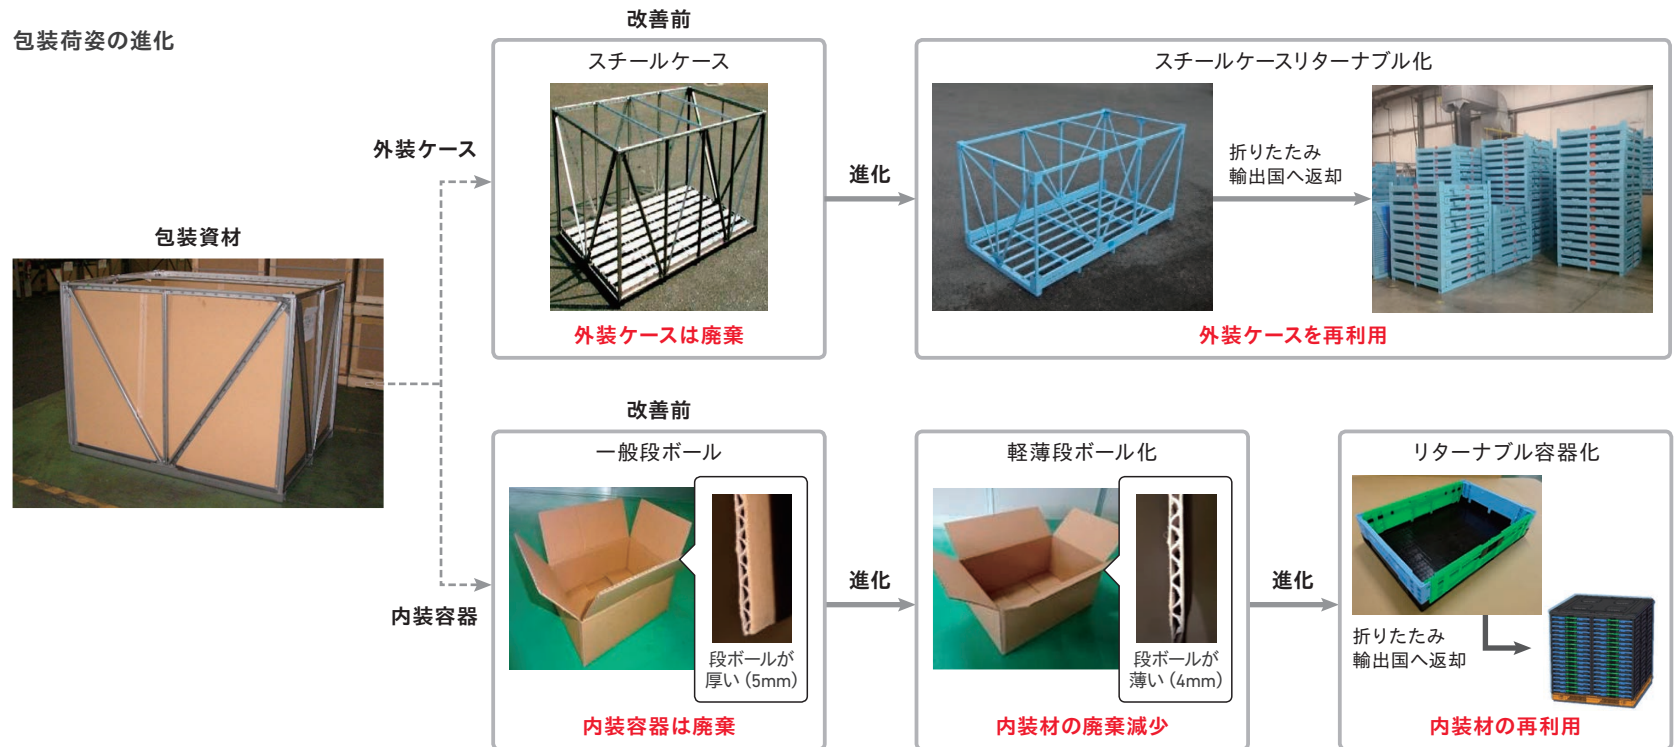 包装荷姿の進化
包装資材
外装ケース
改善前
スチールケース
外装ケースは廃棄
進化
スチールケースリターナブル化
折りたたみ
輸出国へ返却
外装ケースを再利用
内装容器
改善前
一般段ボール
段ボールが
厚い（5mm）
内装容器は廃棄
進化
軽薄段ボール化
段ボールが
薄い（4mm）
内装材の廃棄減少
進化
リターナブル容器化
折りたたみ
輸出国へ返却
内装材の再利用